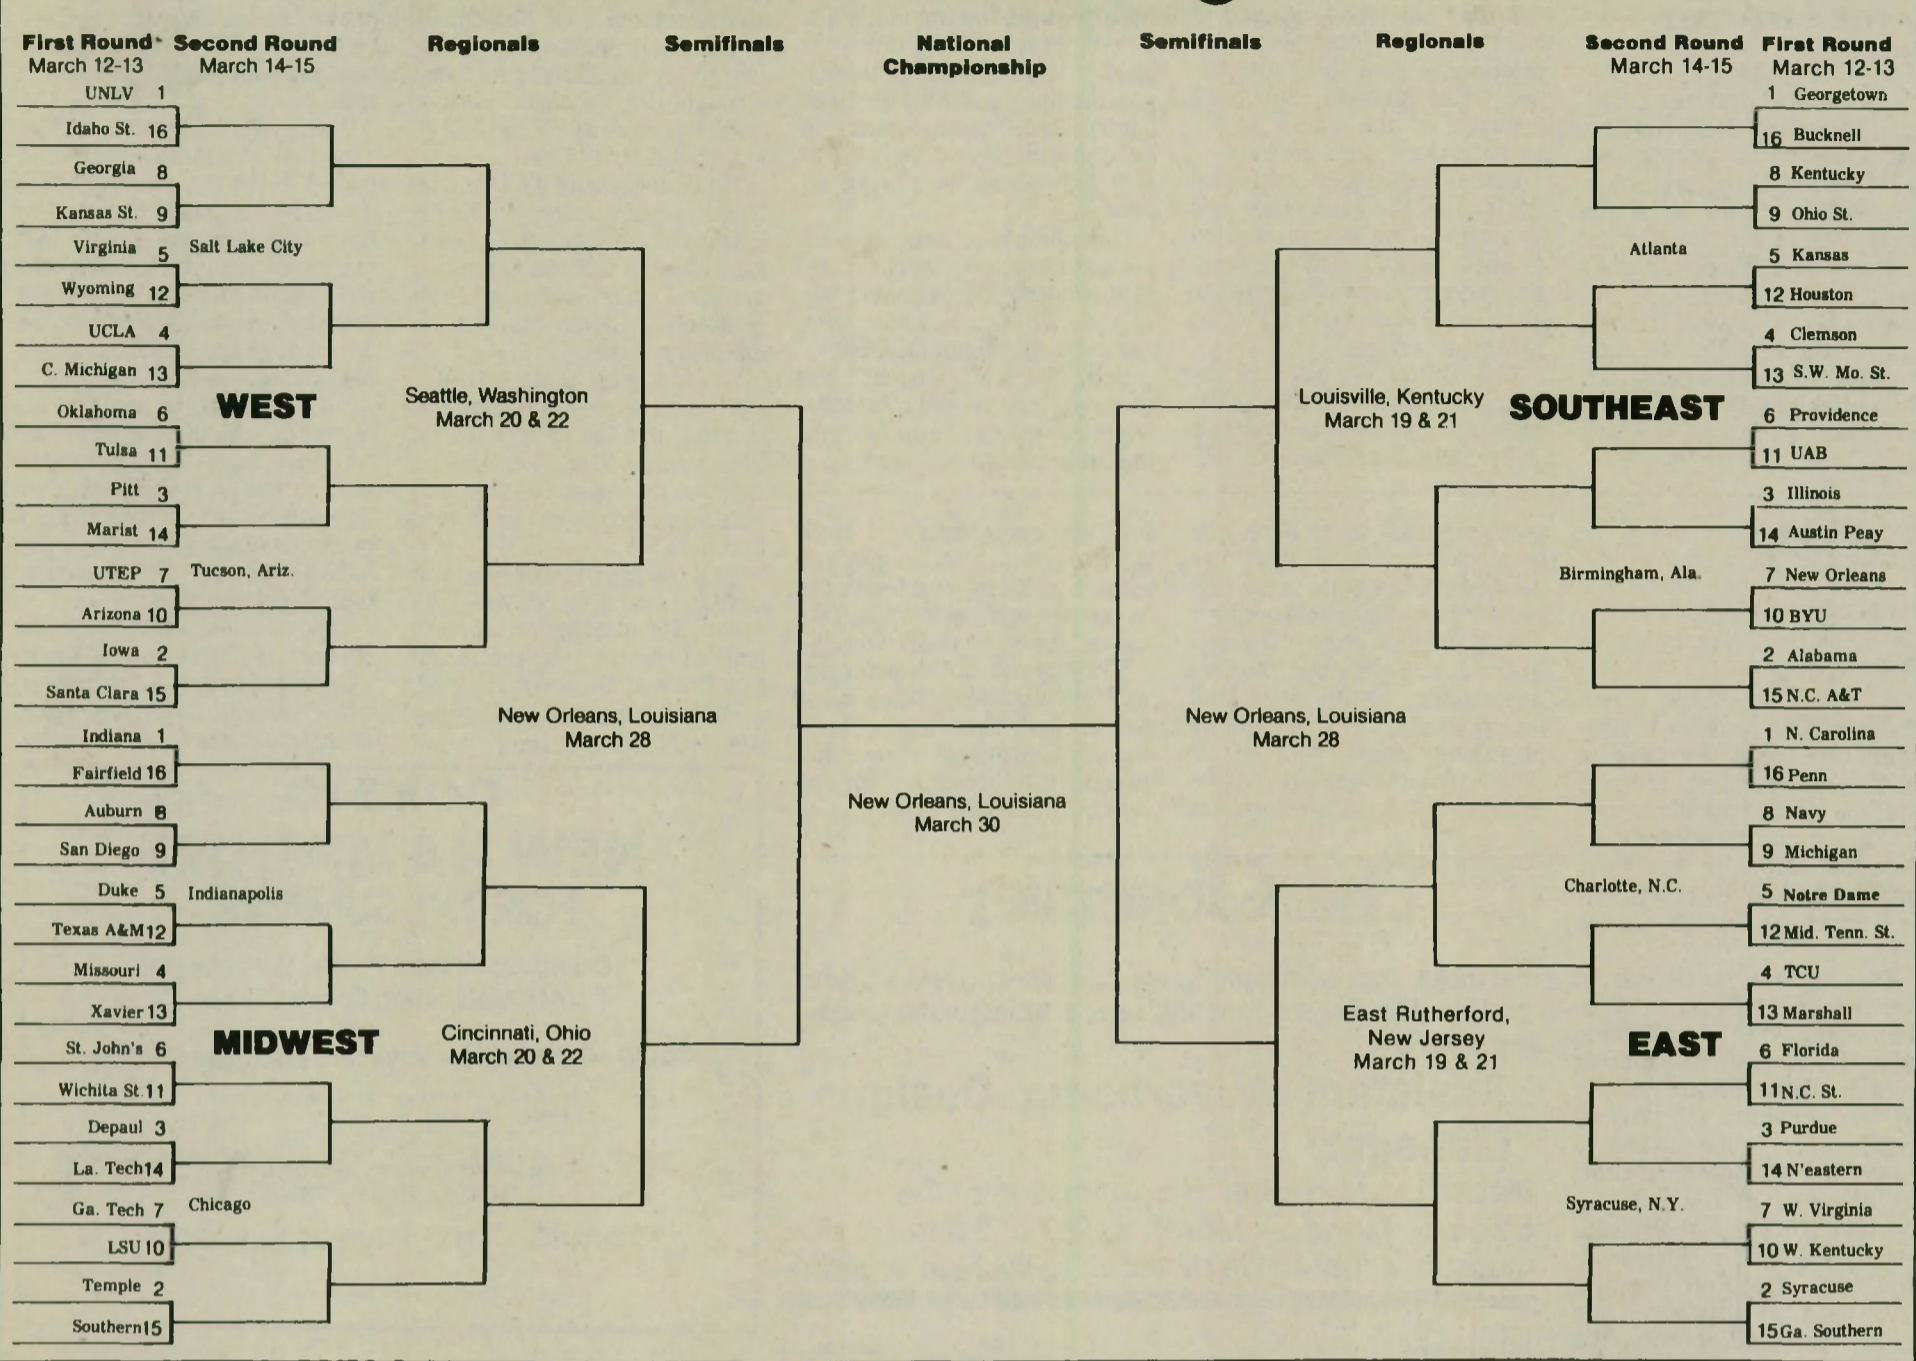 First Round
March 12-13
Second Round
March 14-15
Regionals
Semifinals
National
Championship
Semifinals
Regionals
Second Round
March 14-15
First Round
March 12-13
UNLV 1
Idaho St. 16
Georgia 8
Kansas St. 9
Virginia 5
Salt Lake City
Wyoming 12
UCLA 4
C. Michigan 13
WEST
Seattle, Washington
March 20 & 22
Oklahoma 6
Tulsa 11
Pitt 3
Marist 14
UTEP 7
Tucson, Ariz.
Arizona 10
Iowa 2
Santa Clara 15
New Orleans, Louisiana
March 28
Indiana 1
Fairfield 16
Auburn 8
San Diego 9
Duke 5
Indianapolis
Texas A&M 12
Missouri 4
Xavier 13
MIDWEST
Cincinnati, Ohio
March 20 & 22
St. John's 6
Wichita St. 11
Depaul 3
La. Tech 14
Ga. Tech 7
Chicago
LSU 10
Temple 2
Southern 15
New Orleans, Louisiana
March 30
1 Georgetown
16 Bucknell
8 Kentucky
9 Ohio St.
Atlanta
5 Kansas
12 Houston
4 Clemson
13 S.W. Mo. St.
Louisville, Kentucky
March 19 & 21
SOUTHEAST
6 Providence
11 UAB
3 Illinois
14 Austin Peay
Birmingham, Ala.
7 New Orleans
10 BYU
2 Alabama
15 N.C. A&T
New Orleans, Louisiana
March 28
1 N. Carolina
16 Penn
8 Navy
9 Michigan
Charlotte, N.C.
5 Notre Dame
12 Mid. Tenn. St.
4 TCU
13 Marshall
East Rutherford,
New Jersey
March 19 & 21
EAST
6 Florida
11 N.C. St.
3 Purdue
14 N'eastern
Syracuse, N.Y.
7 W. Virginia
10 W. Kentucky
2 Syracuse
15 Ga. Southern